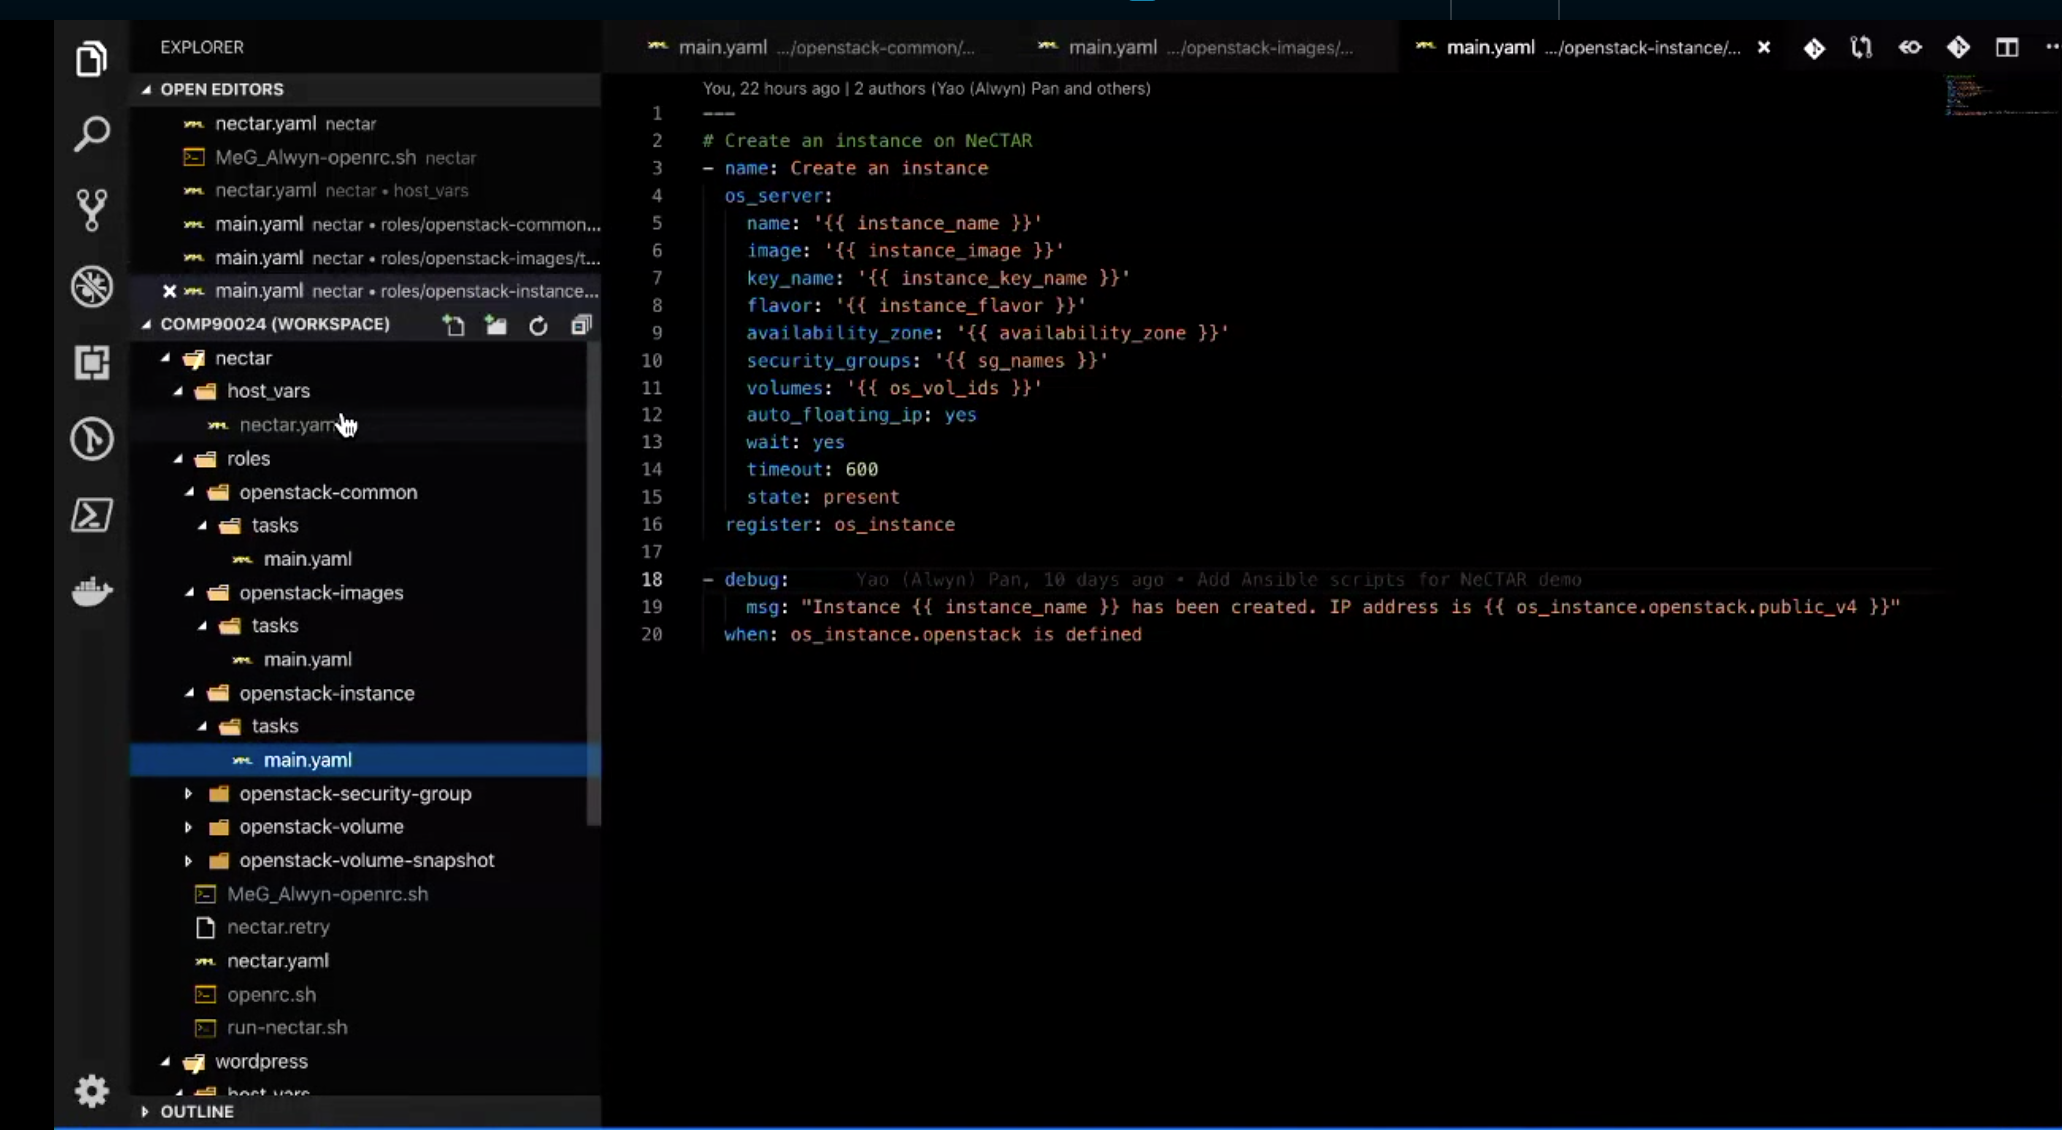 EXPLORER
OPEN EDITORS
nectar.yaml nectar
MeG_Alwyn-openrc.sh nectar
nectar.yaml nectar • host_vars
main.yaml nectar • roles/openstack-common...
main.yaml nectar • roles/openstack-images/t...
main.yaml nectar • roles/openstack-instance...
COMP90024 (WORKSPACE)
nectar
host_vars
nectar.yam
roles
openstack-common
tasks
main.yaml
openstack-images
tasks
main.yaml
openstack-instance
tasks
main.yaml
openstack-security-group
openstack-volume
openstack-volume-snapshot
MeG_Alwyn-openrc.sh
nectar.retry
nectar.yaml
openrc.sh
run-nectar.sh
wordpress
host_vars
OUTLINE
main.yaml .../openstack-common/...
main.yaml .../openstack-images/...
main.yaml .../openstack-instance/...
You, 22 hours ago | 2 authors (Yao (Alwyn) Pan and others)
1 ---
2 # Create an instance on NeCTAR
3 - name: Create an instance
4 os_server:
5 name: '{{ instance_name }}'
6 image: '{{ instance_image }}'
7 key_name: '{{ instance_key_name }}'
8 flavor: '{{ instance_flavor }}'
9 availability_zone: '{{ availability_zone }}'
10 security_groups: '{{ sg_names }}'
11 volumes: '{{ os_vol_ids }}'
12 auto_floating_ip: yes
13 wait: yes
14 timeout: 600
15 state: present
16 register: os_instance
17
18 - debug: Yao (Alwyn) Pan, 10 days ago • Add Ansible scripts for NeCTAR demo
19 msg: "Instance {{ instance_name }} has been created. IP address is {{ os_instance.openstack.public_v4 }}"
20 when: os_instance.openstack is defined